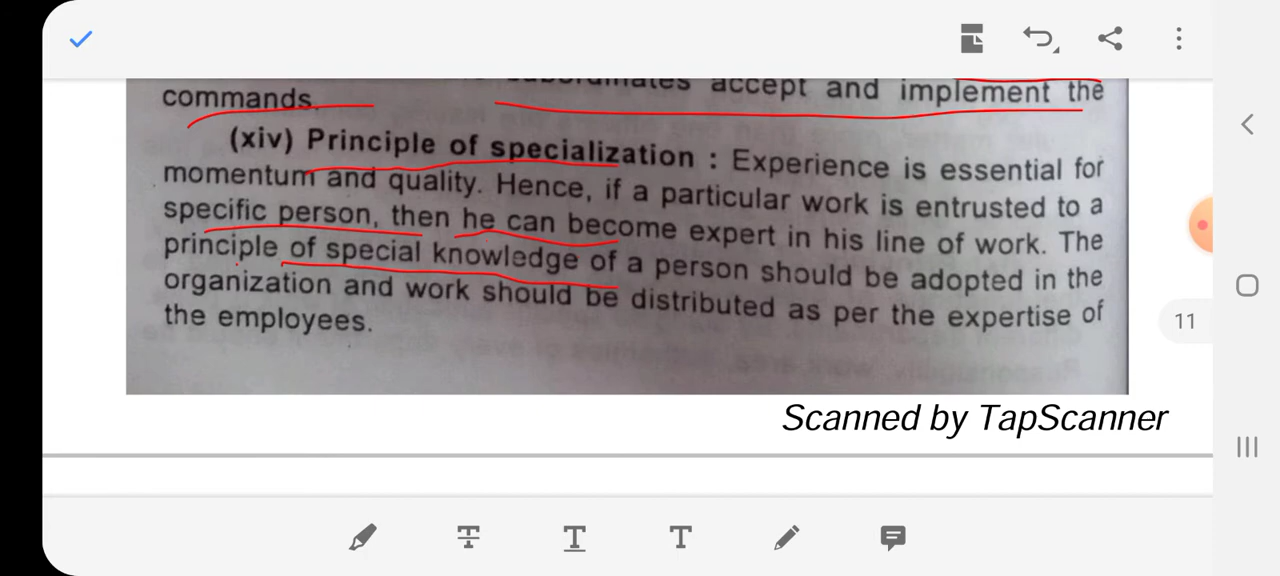 subordinates accept and implement the
commands.
(xiv) Principle of specialization : Experience is essential for
momentum and quality. Hence, if a particular work is entrusted to a
specific person, then he can become expert in his line of work. The
principle of special knowledge of a person should be adopted in the
organization and work should be distributed as per the expertise of
the employees.
11
Scanned by TapScanner
T T T